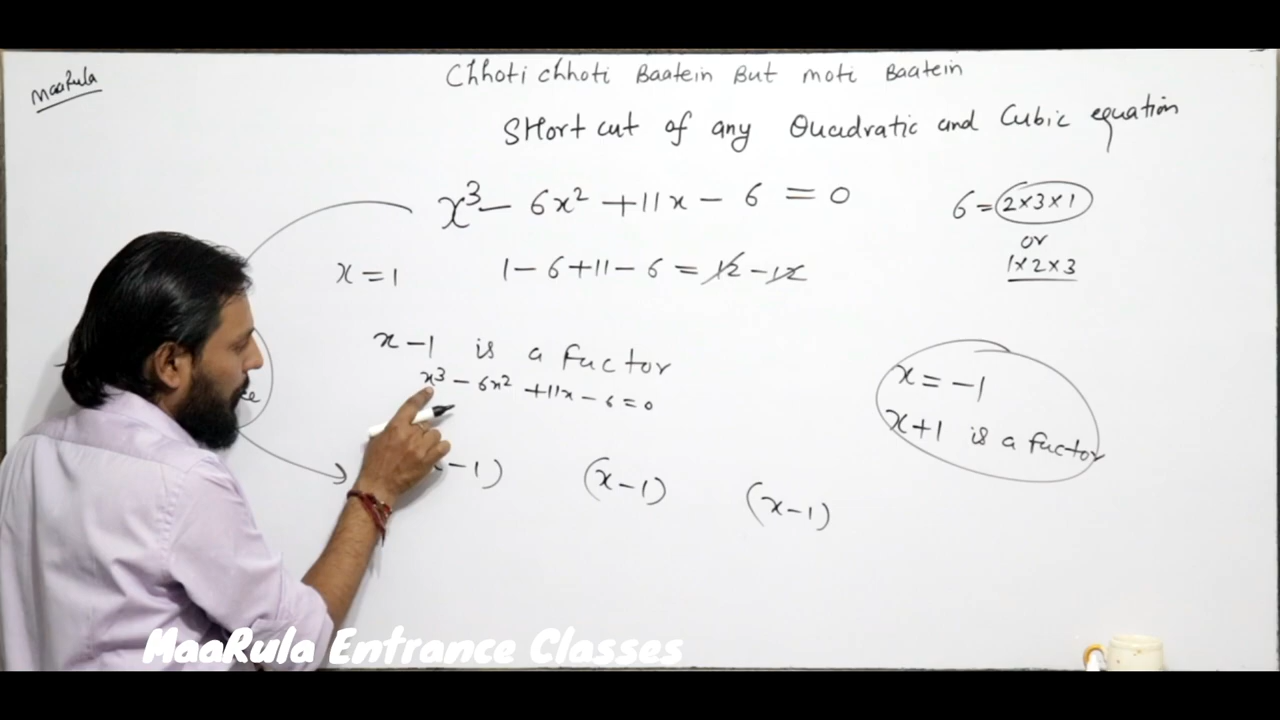 MaaRula
Chhoti chhoti Baatein But moti Baatein
SHort cut of any Quadratic and Cubic equation
x³ - 6x² + 11x - 6 = 0
6 = 2×3×1
or
1×2×3
x = 1
1 - 6 + 11 - 6 = 12 - 12
x - 1 is a factor
x³ - 6x² + 11x - 6 = 0
x = -1
x+1 is a factor
- 1) (x-1) (x-1)
MaaRula Entrance Classes